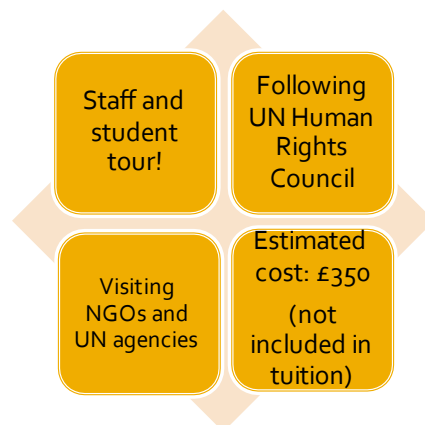 Staff and
student
tour!
Following
UN Human
Rights
Council
Visiting
NGOs and
UN agencies
Estimated
cost: £350
(not
included in
tuition)